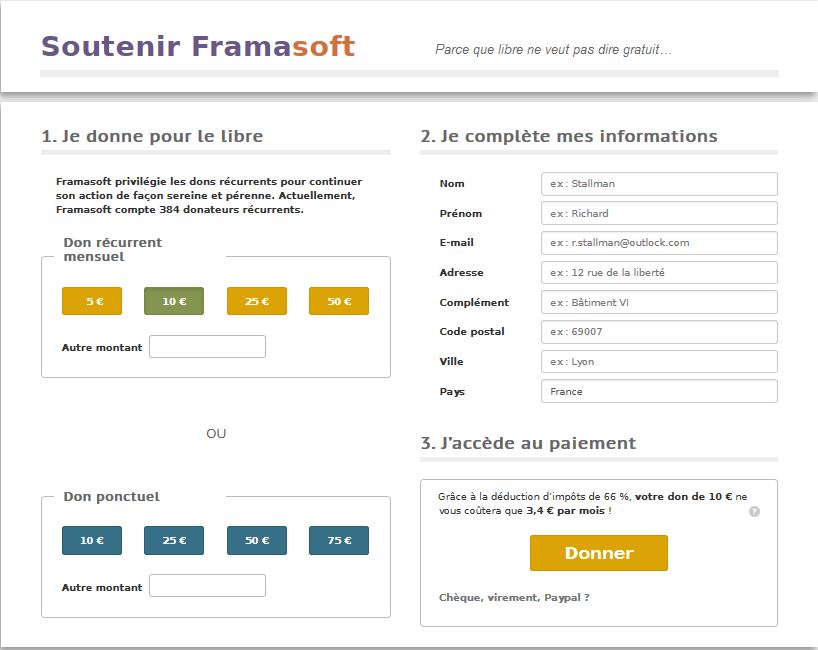 Soutenir Framasoft
Parce que libre ne veut pas dire gratuit…
1. Je donne pour le libre
Framasoft privilégie les dons récurrents pour continuer
son action de façon sereine et pérenne. Actuellement,
Framasoft compte 384 donateurs récurrents.
Don récurrent
mensuel
5 € 10 € 25 € 50 €
Autre montant
OU
Don ponctuel
10 € 25 € 50 € 75 €
Autre montant
2. Je complète mes informations
Nom ex : Stallman
Prénom ex : Richard
E-mail ex : r.stallman@outlock.com
Adresse ex : 12 rue de la liberté
Complément ex : Bâtiment VI
Code postal ex : 69007
Ville ex : Lyon
Pays France
3. J’accède au paiement
Grâce à la déduction d’impôts de 66 %, votre don de 10 € ne
vous coûtera que 3,4 € par mois ! ?
Donner
Chèque, virement, Paypal ?